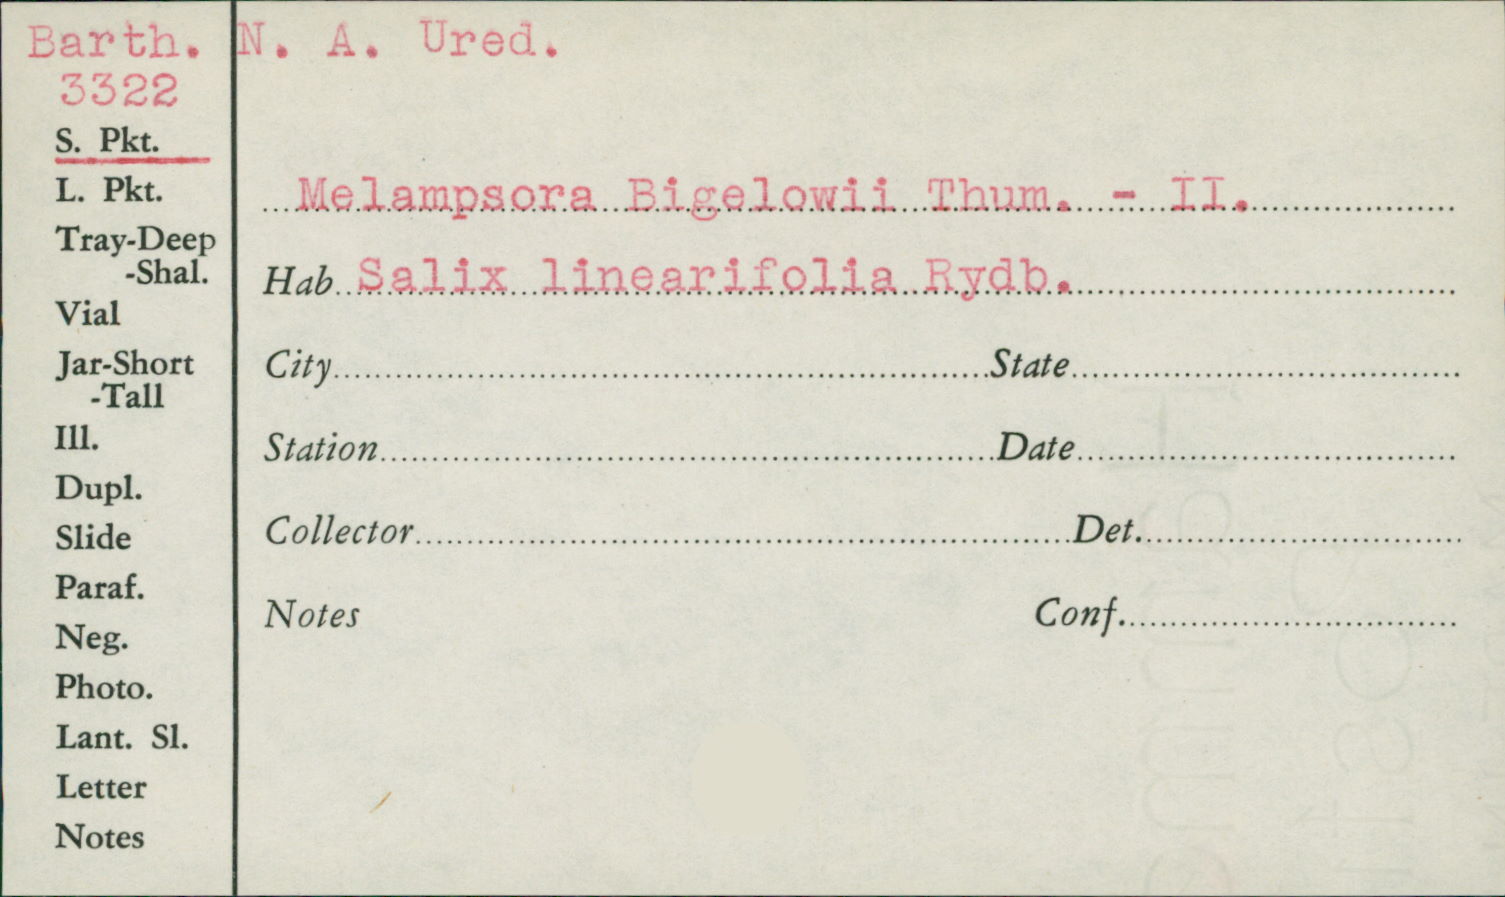 Barth. N. A. Ured.
3322
S. Pkt.
L. Pkt.
Tray-Deep
-Shal.
Vial
Jar-Short
-Tall
Ill.
Dupl.
Slide
Paraf.
Neg.
Photo.
Lant. Sl.
Letter
Notes
Melampsora Bigelowii Thum. - II.
Hab Salix linearifolia Rydb.
City State
Station Date
Collector Det.
Notes Conf.